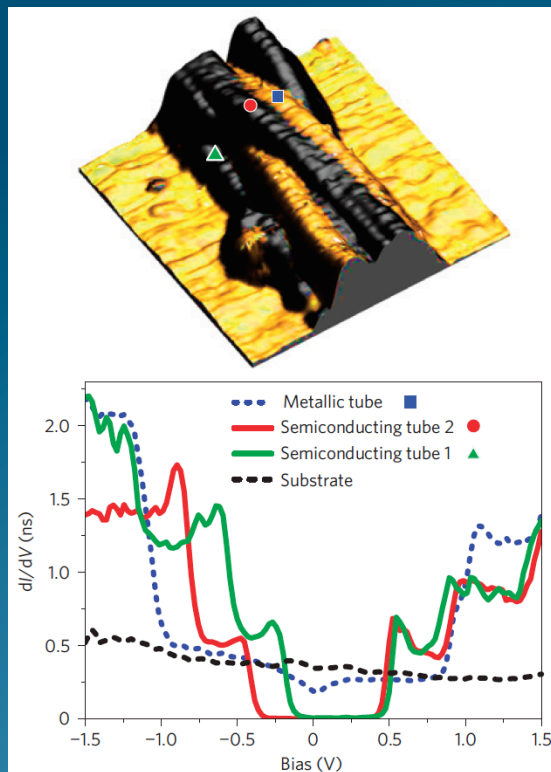 Metallic tube
Semiconducting tube 2
Semiconducting tube 1
Substrate
2.0
1.5
1.0
0.5
0
dI/dV (ns)
−1.5 −1.0 −0.5 0 0.5 1.0 1.5
Bias (V)